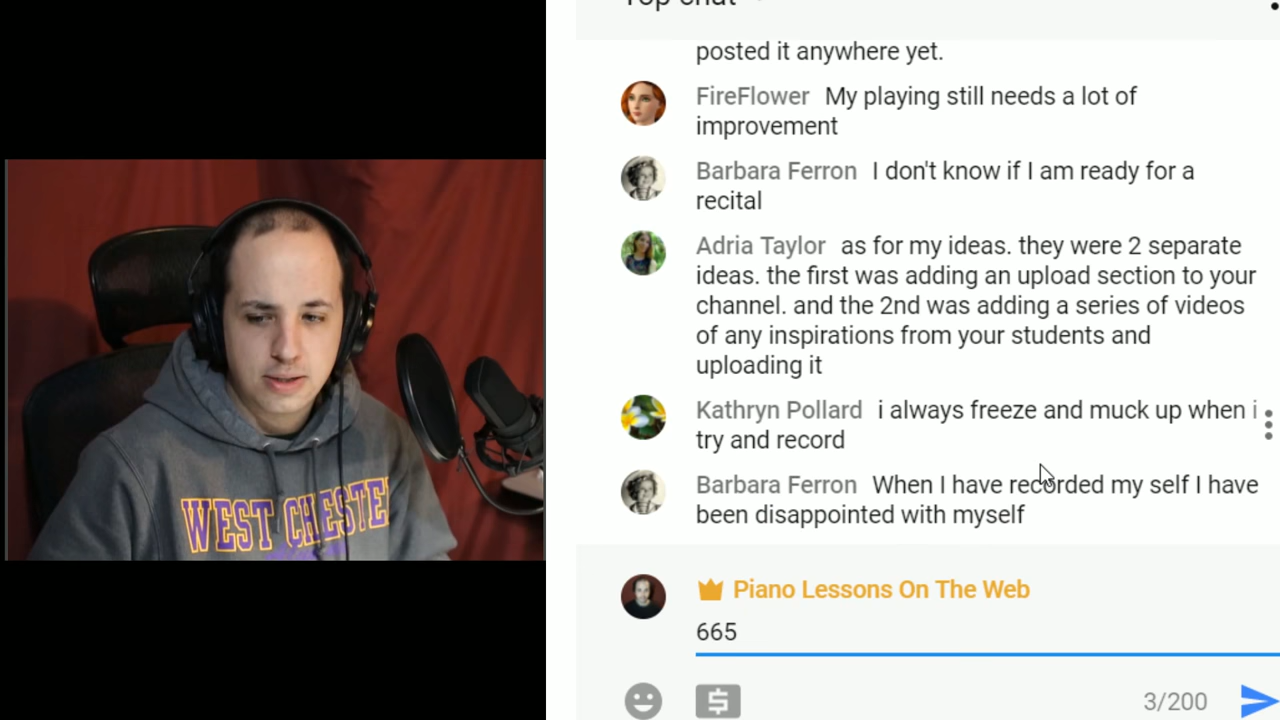 Top chat
posted it anywhere yet.
FireFlower My playing still needs a lot of
improvement
Barbara Ferron I don't know if I am ready for a
recital
Adria Taylor as for my ideas. they were 2 separate
ideas. the first was adding an upload section to your
channel. and the 2nd was adding a series of videos
of any inspirations from your students and
uploading it
Kathryn Pollard i always freeze and muck up when i
try and record
Barbara Ferron When I have recorded my self I have
been disappointed with myself
Piano Lessons On The Web
665
3/200
WEST CHESTE